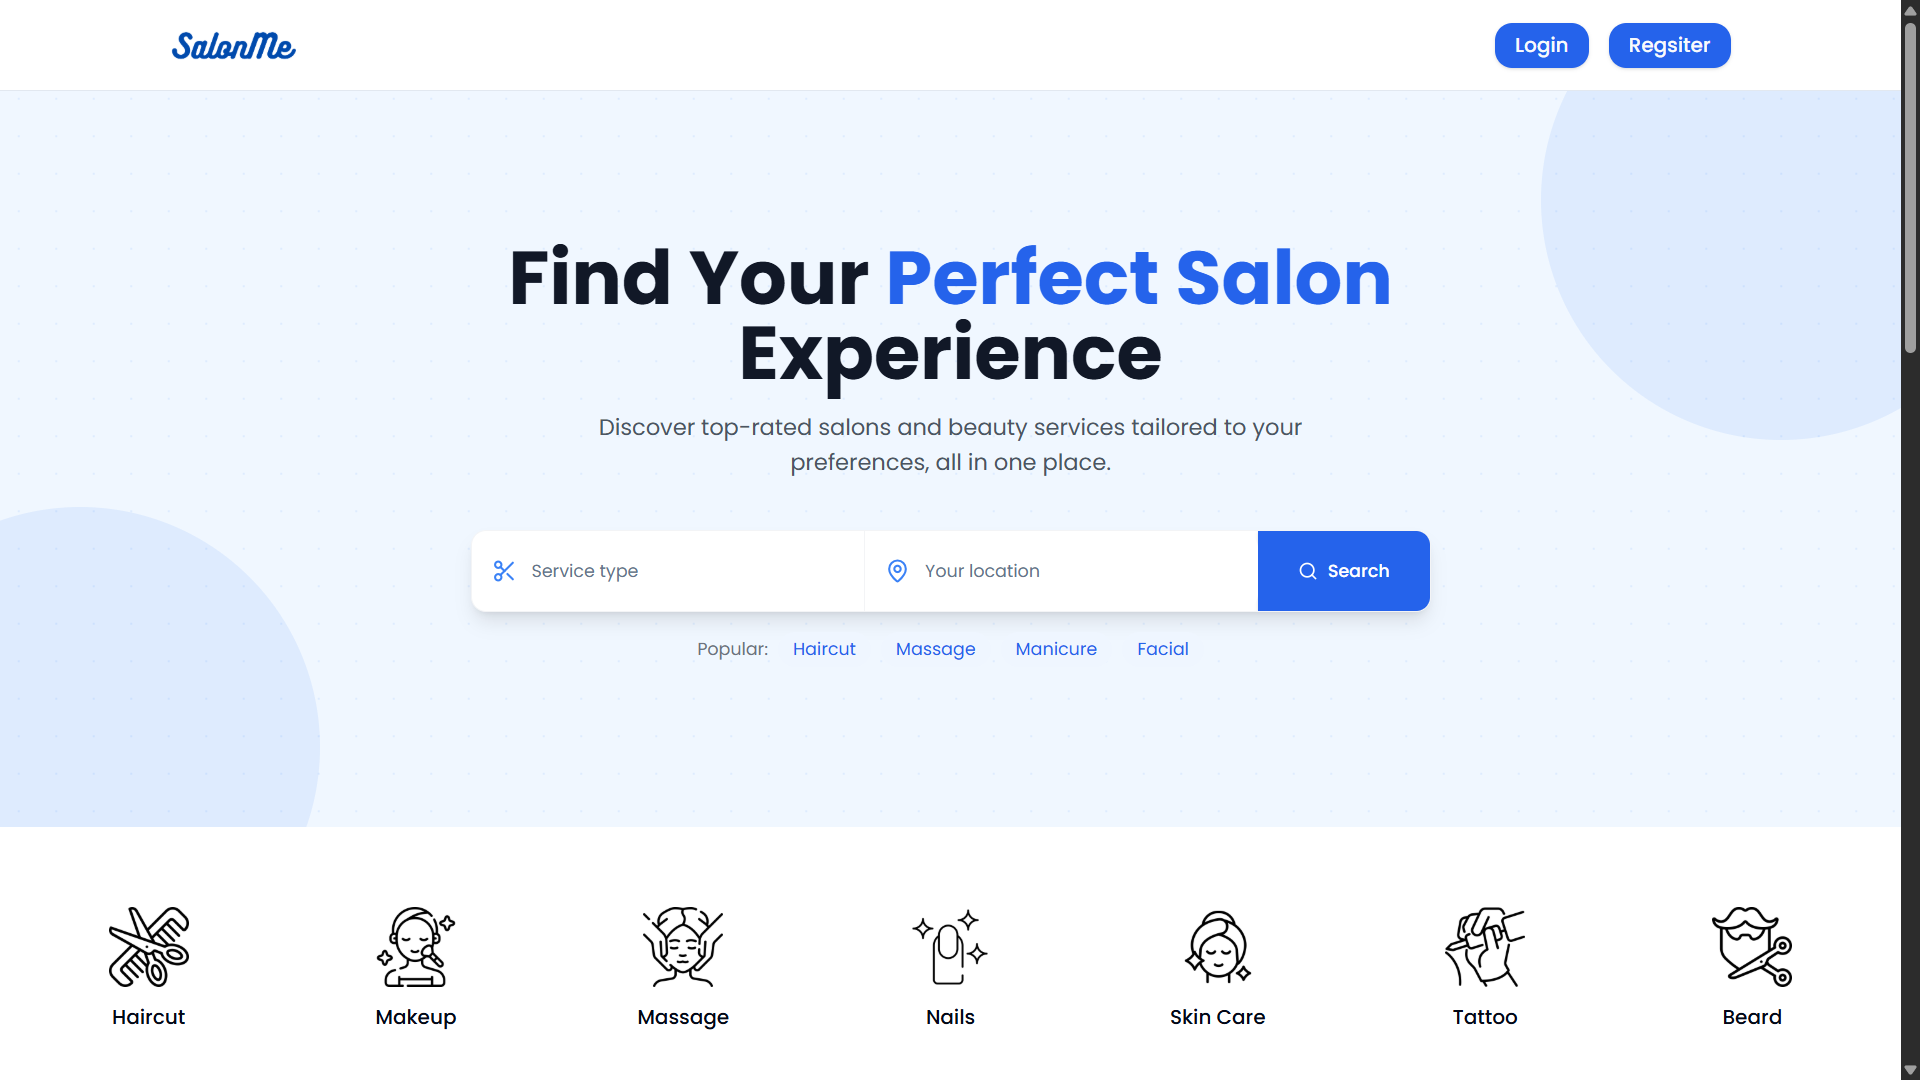 SalonMe
Login
Regsiter
Find Your Perfect Salon
Experience
Discover top-rated salons and beauty services tailored to your
preferences, all in one place.
Service type
Your location
Search
Popular: Haircut Massage Manicure Facial
Haircut
Makeup
Massage
Nails
Skin Care
Tattoo
Beard